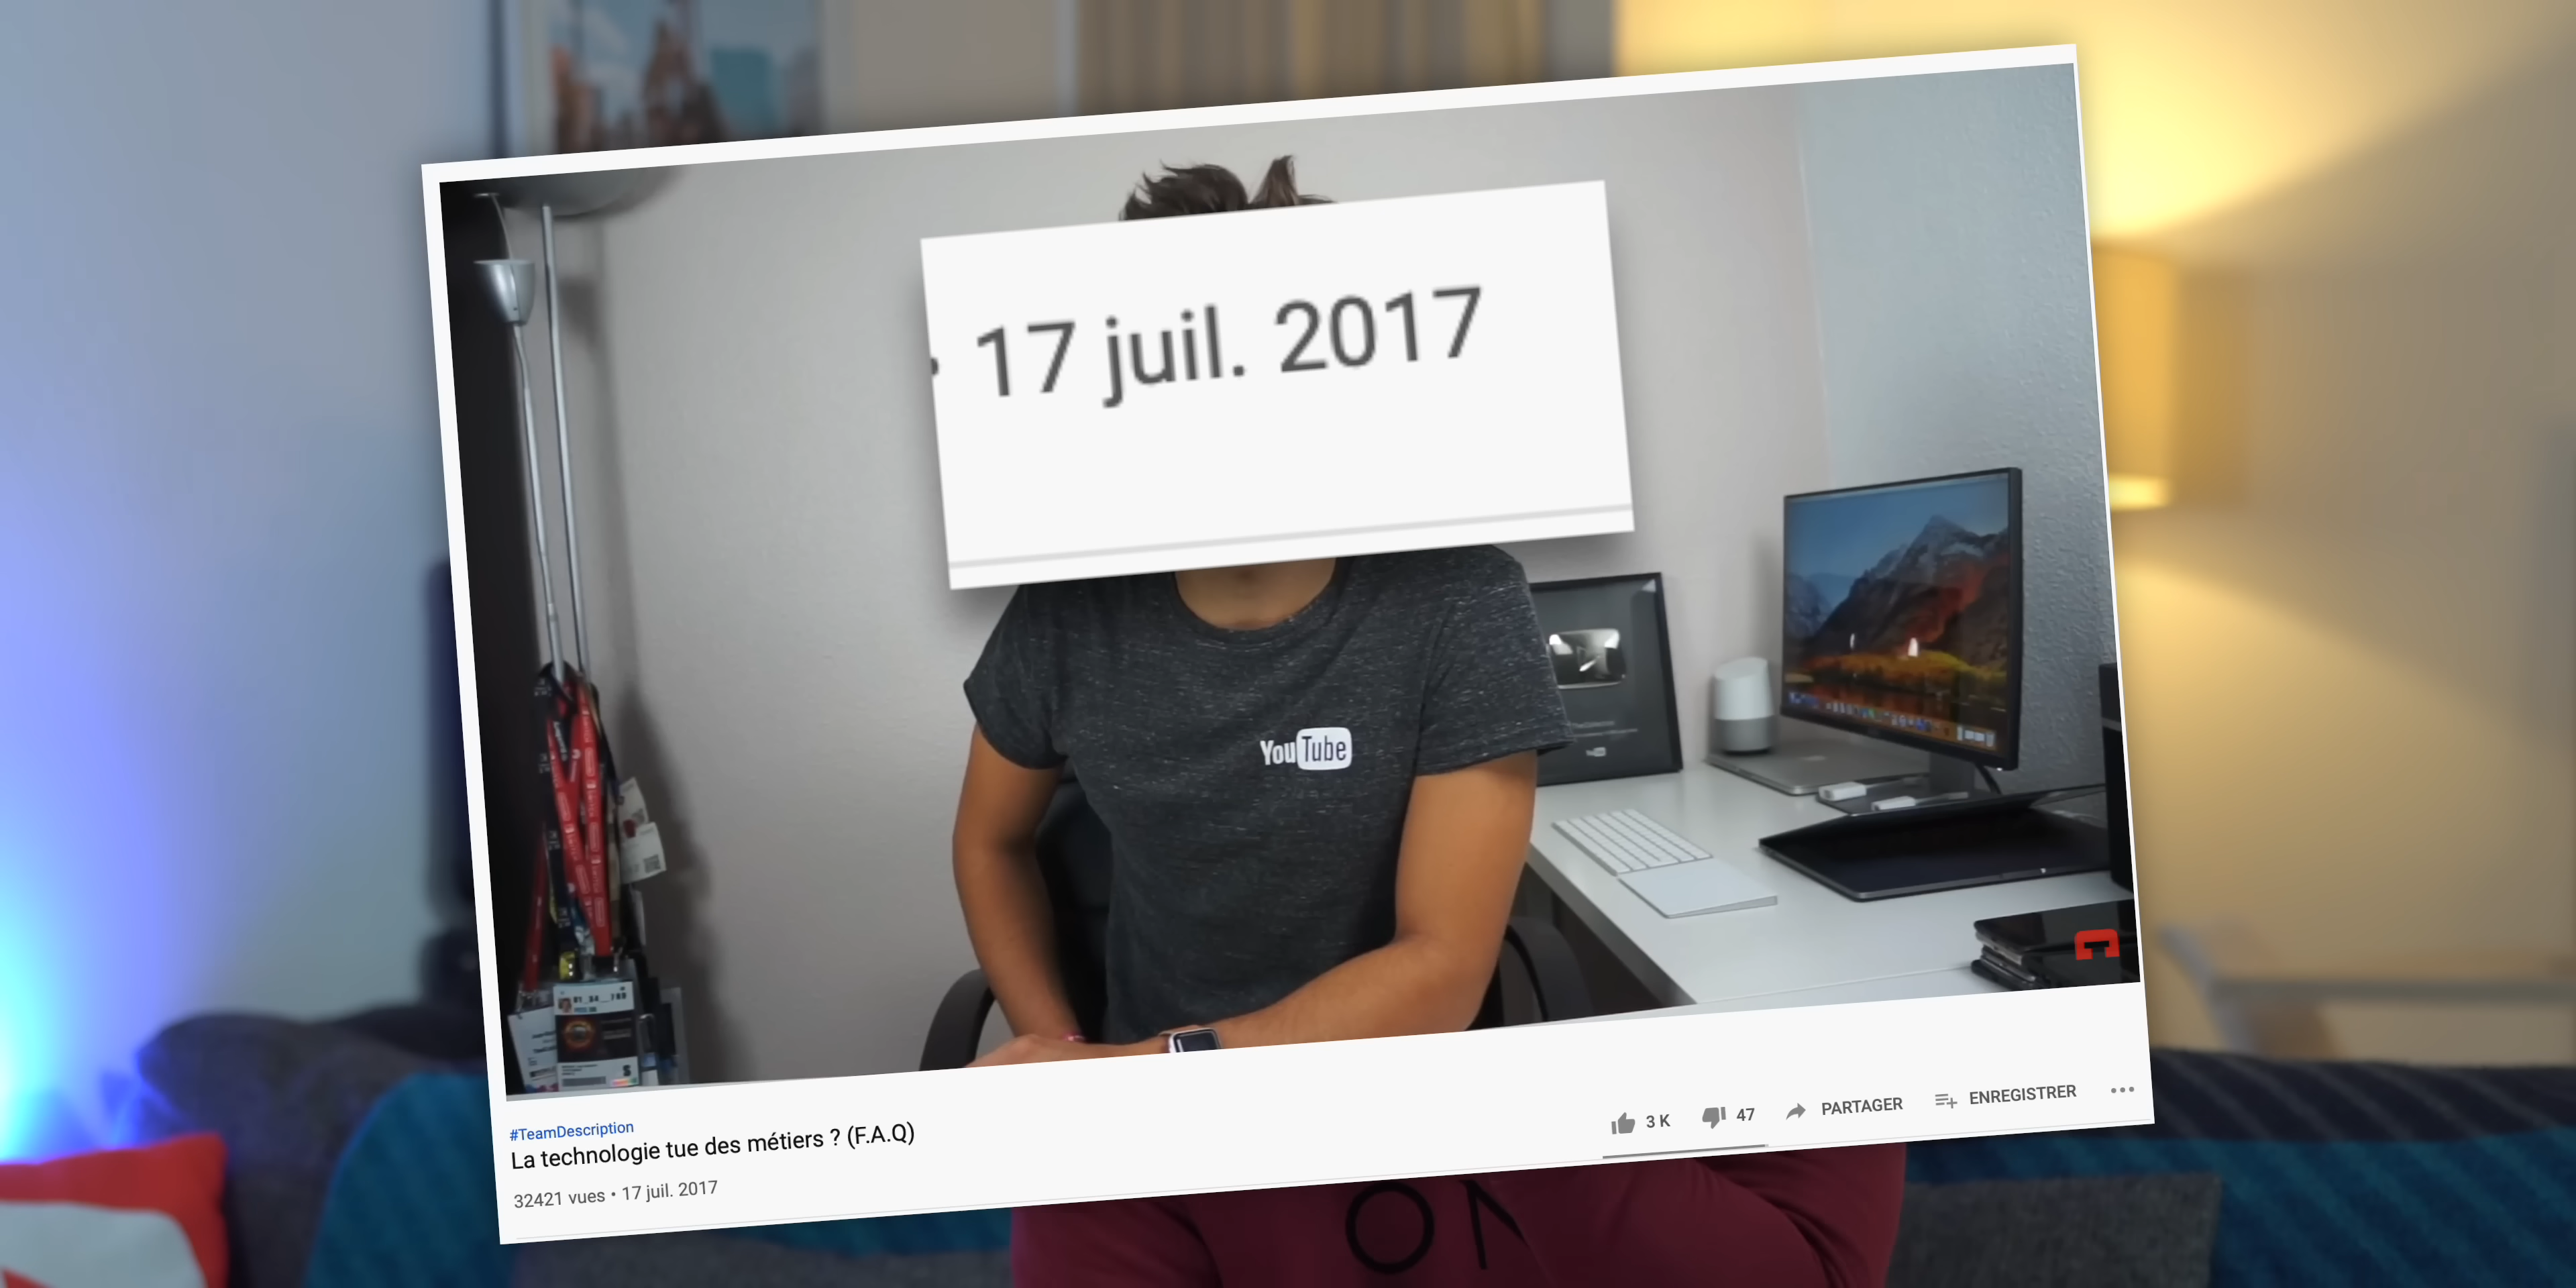 • 17 juil. 2017
YouTube
#TeamDescription
La technologie tue des métiers ? (F.A.Q)
32421 vues • 17 juil. 2017
3 K
47
PARTAGER
ENREGISTRER
ON